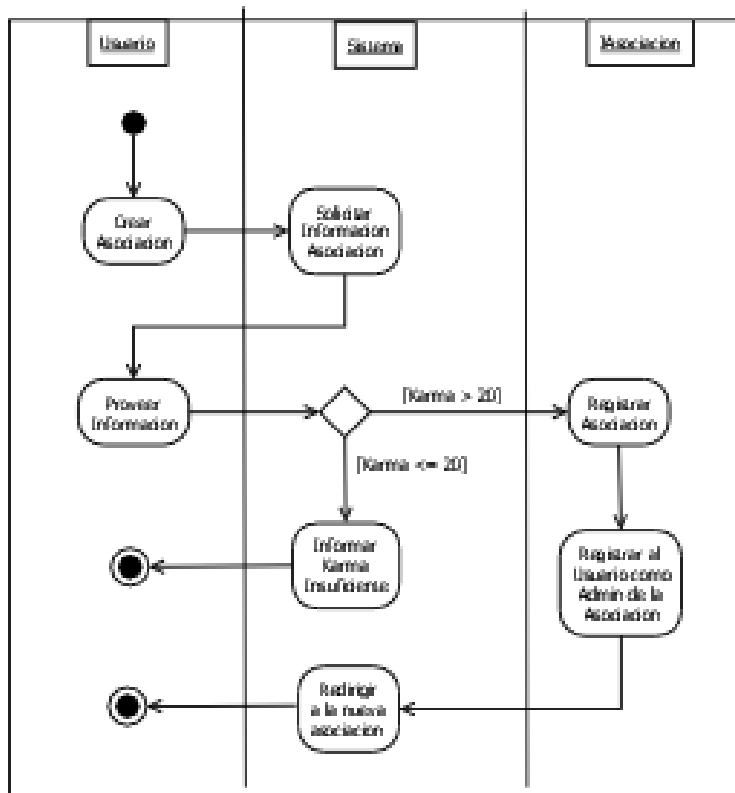 Usuario
Sistema
IAsociacion
Crear
Asociacion
Solicitar
Informacion
Asociacion
Proveer
Informacion
[Karma > 20]
Registrar
Asociacion
[Karma <= 20]
Informar
Karma
Insuficiente
Registrar al
Usuario como
Admin de la
Asociacion
Redirigir
a la nueva
asociacion